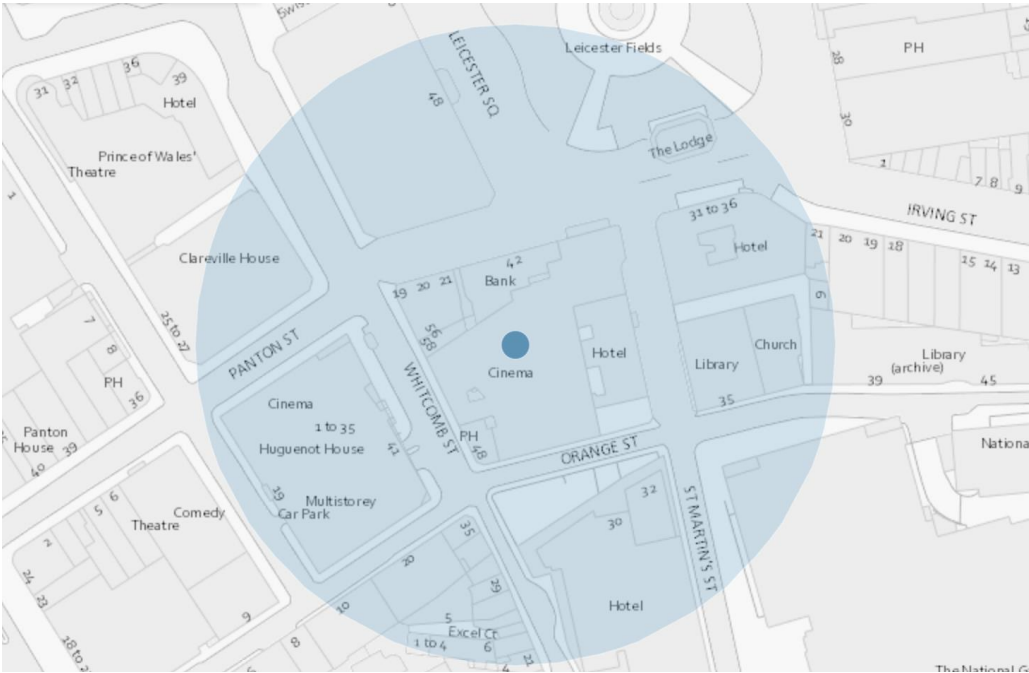 LEICESTER SQ
48
Leicester Fields
The Lodge
PH
28
30
1
7 8 9
IRVING ST
31
32
36
39
Hotel
Prince of Wales'
Theatre
1
Clareville House
25 to 27
PANTON ST
31 to 36
Hotel
21
20
19
18
15
14
13
6
42
Bank
19
20
21
56
58
Cinema
Hotel
Library
Church
35
Library
(archive)
39
45
WHITCOMB ST
7
8
PH
36
Panton
House
39
40
Cinema
1 to 35
Huguenot House
41
19
Multistorey
Car Park
PH
48
ORANGE ST
32
30
ST MARTIN'S ST
Hotel
Comedy
Theatre
5
6
2
24
23
9
8
10
20
35
29
5
Excel Ct
1 to 4
6
21
4